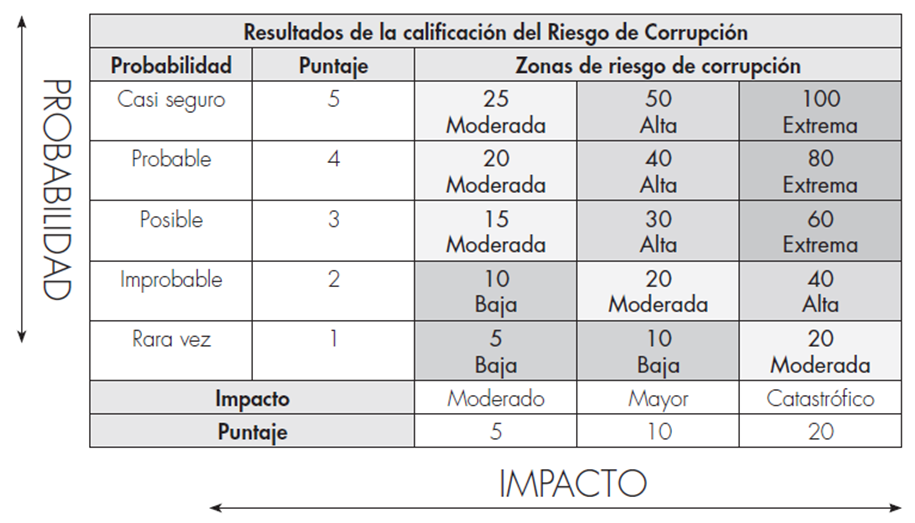 PROBABILIDAD
Resultados de la calificación del Riesgo de Corrupción
Probabilidad Puntaje Zonas de riesgo de corrupción
Casi seguro 5 25 50 100
Moderada Alta Extrema
Probable 4 20 40 80
Moderada Alta Extrema
Posible 3 15 30 60
Moderada Alta Extrema
Improbable 2 10 20 40
Baja Moderada Alta
Rara vez 1 5 10 20
Baja Baja Moderada
Impacto Moderado Mayor Catastrófico
Puntaje 5 10 20
IMPACTO